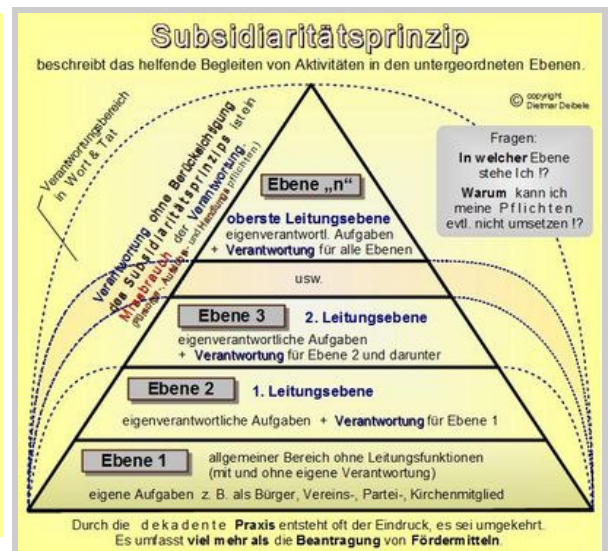 Subsidiaritätsprinzip
beschreibt das helfende Begleiten von Aktivitäten in den untergeordneten Ebenen.
© copyright
Dietmar Deibele
Verantwortungsbereich
in Wort & Tat
Verantwortung ohne Berücksichtigung
des Subsidiaritätsprinzips ist ein
Missbrauch der Verantwortung.
Fragen:
In welcher Ebene
stehe Ich !?
Warum kann ich
meine Pflichten
evtl. nicht umsetzen !?
Ebene „n"
oberste Leitungsebene
eigenverantwortl. Aufgaben
+ Verantwortung für alle Ebenen
usw.
Ebene 3 2. Leitungsebene
eigenverantwortliche Aufgaben
+ Verantwortung für Ebene 2 und darunter
Ebene 2 1. Leitungsebene
eigenverantwortliche Aufgaben + Verantwortung für Ebene 1
Ebene 1 allgemeiner Bereich ohne Leitungsfunktionen
(mit und ohne eigene Verantwortung)
eigene Aufgaben z. B. als Bürger, Vereins-, Partei-, Kirchenmitglied
Durch die dekadente Praxis entsteht oft der Eindruck, es sei umgekehrt.
Es umfasst viel mehr als die Beantragung von Fördermitteln.